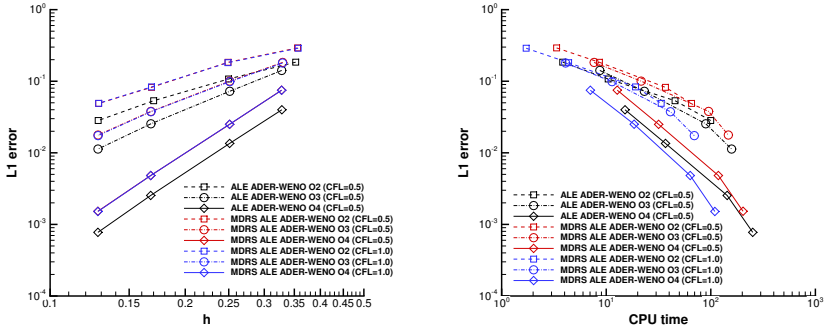 10^0
10^-1
10^-2
10^-3
10^-4
L1 error
ALE ADER-WENO O2 (CFL=0.5)
ALE ADER-WENO O3 (CFL=0.5)
ALE ADER-WENO O4 (CFL=0.5)
MDRS ALE ADER-WENO O2 (CFL=0.5)
MDRS ALE ADER-WENO O3 (CFL=0.5)
MDRS ALE ADER-WENO O4 (CFL=0.5)
MDRS ALE ADER-WENO O2 (CFL=1.0)
MDRS ALE ADER-WENO O3 (CFL=1.0)
MDRS ALE ADER-WENO O4 (CFL=1.0)
0.1 0.15 0.2 0.25 0.3 0.35 0.4 0.45 0.5
h
10^0
10^-1
10^-2
10^-3
10^-4
L1 error
ALE ADER-WENO O2 (CFL=0.5)
ALE ADER-WENO O3 (CFL=0.5)
ALE ADER-WENO O4 (CFL=0.5)
MDRS ALE ADER-WENO O2 (CFL=0.5)
MDRS ALE ADER-WENO O3 (CFL=0.5)
MDRS ALE ADER-WENO O4 (CFL=0.5)
MDRS ALE ADER-WENO O2 (CFL=1.0)
MDRS ALE ADER-WENO O3 (CFL=1.0)
MDRS ALE ADER-WENO O4 (CFL=1.0)
10^0 10^1 10^2 10^3
CPU time